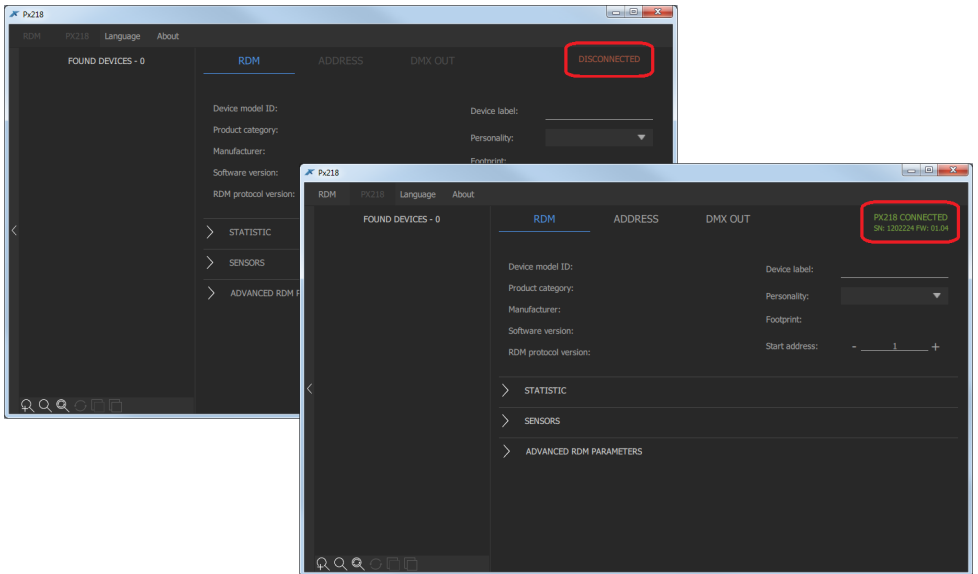 Px218
RDM PX218 Language About
FOUND DEVICES - 0
RDM ADDRESS DMX OUT
DISCONNECTED
Device model ID:
Product category:
Manufacturer:
Software version:
RDM protocol version:
Device label:
Personality:
Footprint:
STATISTIC
SENSORS
ADVANCED RDM P
Px218
RDM PX218 Language About
FOUND DEVICES - 0
RDM ADDRESS DMX OUT
PX218 CONNECTED
SN: 1202224 FW: 01.04
Device model ID:
Product category:
Manufacturer:
Software version:
RDM protocol version:
Device label:
Personality:
Footprint:
Start address: - 1 +
STATISTIC
SENSORS
ADVANCED RDM PARAMETERS